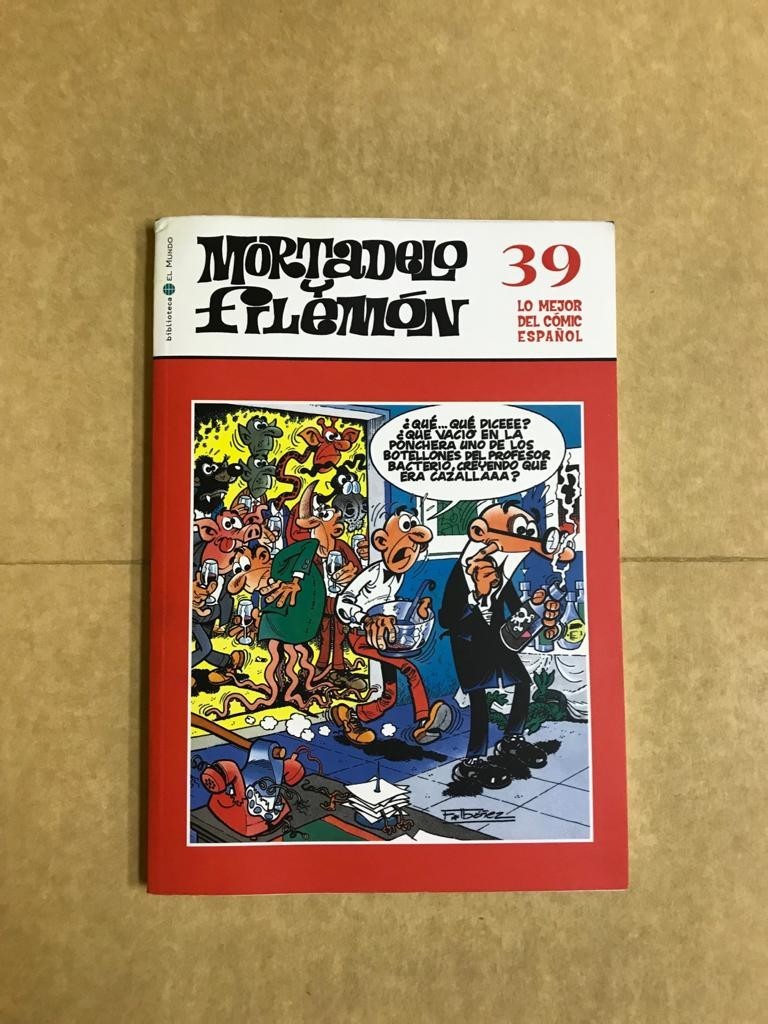 biblioteca EL MUNDO
MORTADELO
Y
FILEMÓN
39
LO MEJOR
DEL CÓMIC
ESPAÑOL
¿QUÉ... QUÉ DICEEE?
¿QUE VACIÓ EN LA
PONCHERA UNO DE LOS
BOTELLONES DEL PROFESOR
BACTERIO, CREYENDO QUE
ERA CAZALLAAA?
F. Ibáñez